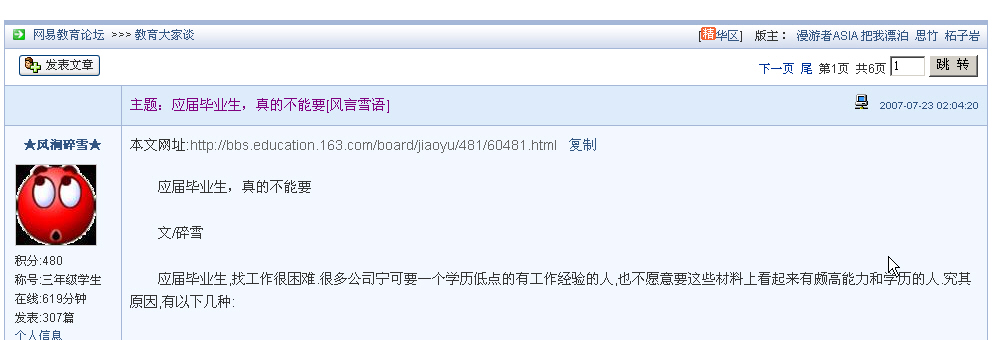 网易教育论坛 >>> 教育大家谈 [精华区] 版主： 漫游者ASIA 把我漂泊 思竹 柘子岩
发表文章 下一页 尾 第1页 共6页 1 跳 转
主题：应届毕业生，真的不能要[风言雪语] 2007-07-23 02:04:20
★风涧碎雪★
本文网址:http://bbs.education.163.com/board/jiaoyu/481/60481.html 复制
应届毕业生，真的不能要
文/碎雪
应届毕业生,找工作很困难.很多公司宁可要一个学历低点的有工作经验的人,也不愿意要这些材料上看起来有颇高能力和学历的人.究其
原因,有以下几种:
积分:480
称号:三年级学生
在线:619分钟
发表:307篇
个人信息